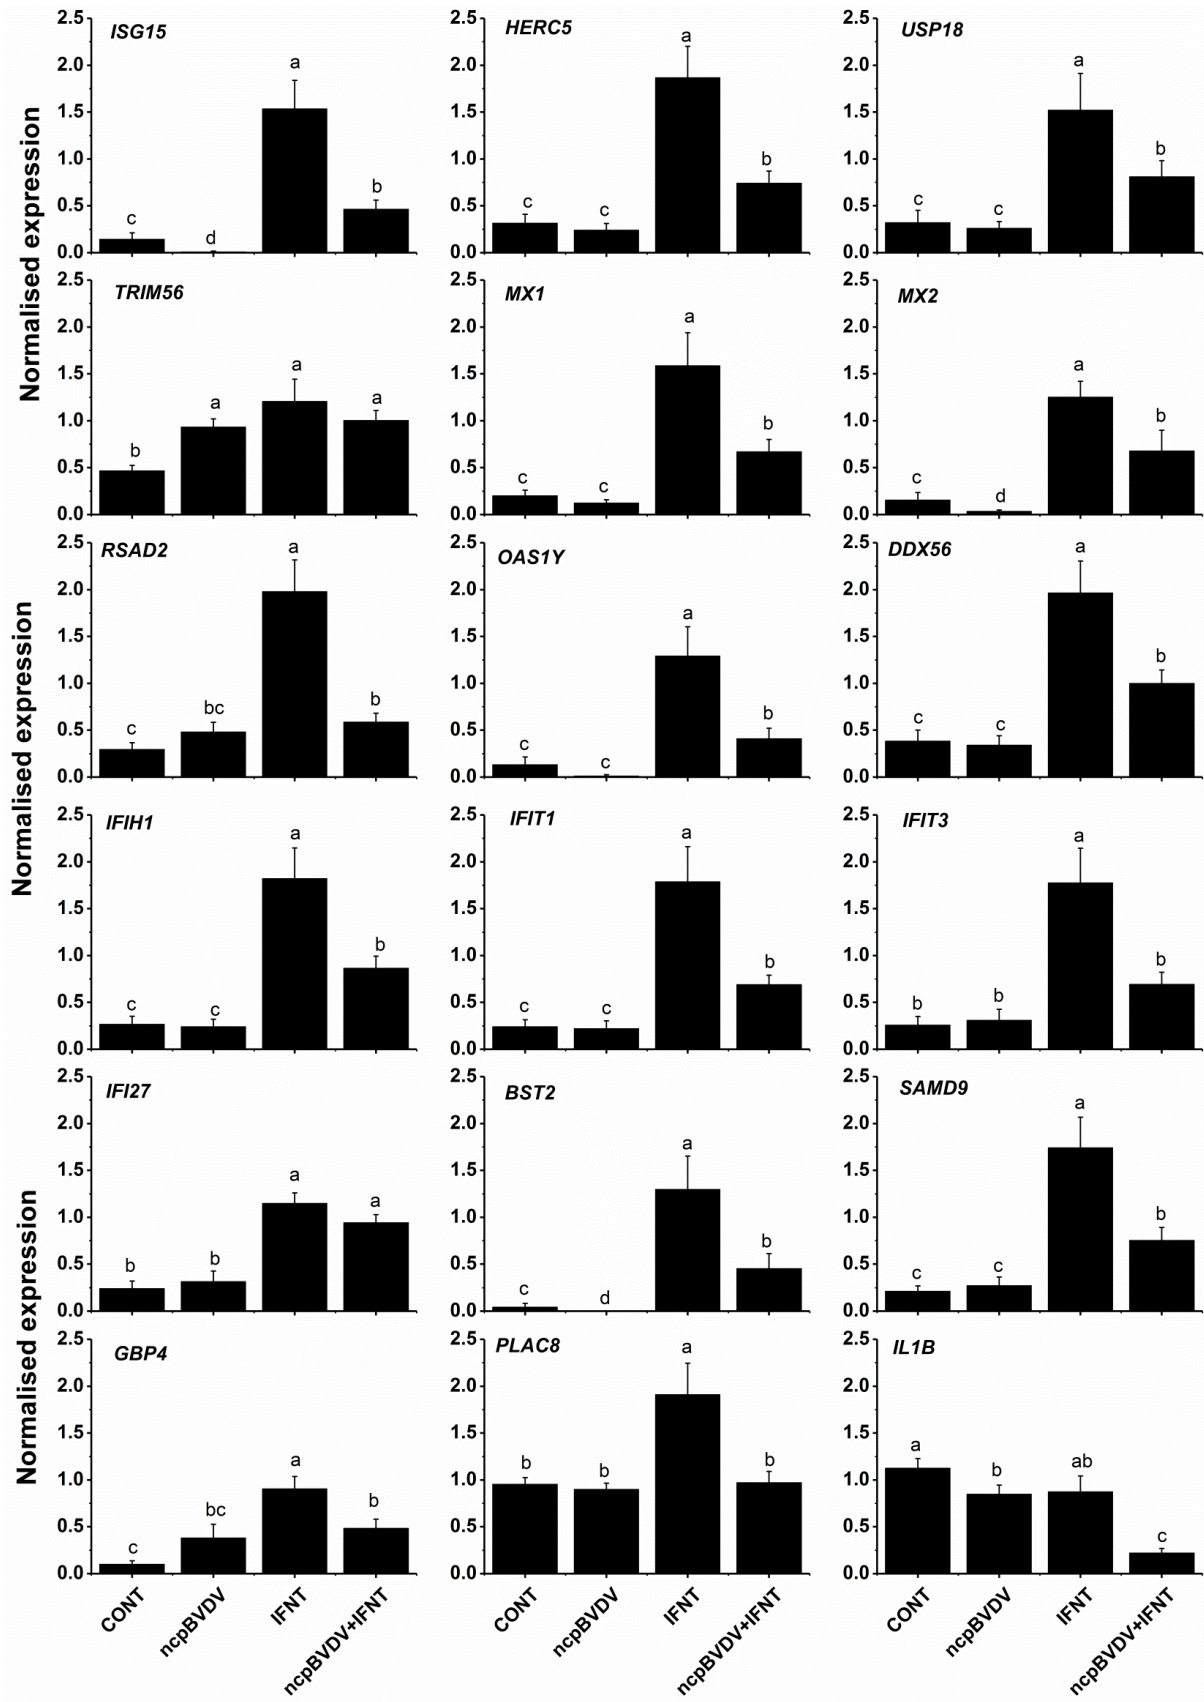 Normalised expression
2.5
2.0
1.5
1.0
0.5
0.0
ISG15
c
d
a
b
2.5
2.0
1.5
1.0
0.5
0.0
HERC5
c
c
a
b
2.5
2.0
1.5
1.0
0.5
0.0
USP18
c
c
a
b
2.5
2.0
1.5
1.0
0.5
0.0
TRIM56
b
a
a
a
2.5
2.0
1.5
1.0
0.5
0.0
MX1
c
c
a
b
2.5
2.0
1.5
1.0
0.5
0.0
MX2
c
d
a
b
Normalised expression
2.5
2.0
1.5
1.0
0.5
0.0
RSAD2
c
bc
a
b
2.5
2.0
1.5
1.0
0.5
0.0
OAS1Y
c
c
a
b
2.5
2.0
1.5
1.0
0.5
0.0
DDX56
c
c
a
b
2.5
2.0
1.5
1.0
0.5
0.0
IFIH1
c
c
a
b
2.5
2.0
1.5
1.0
0.5
0.0
IFIT1
c
c
a
b
2.5
2.0
1.5
1.0
0.5
0.0
IFIT3
b
b
a
b
Normalised expression
2.5
2.0
1.5
1.0
0.5
0.0
IFI27
b
b
a
a
2.5
2.0
1.5
1.0
0.5
0.0
BST2
c
d
a
b
2.5
2.0
1.5
1.0
0.5
0.0
SAMD9
c
c
a
b
2.5
2.0
1.5
1.0
0.5
0.0
GBP4
c
bc
a
b
2.5
2.0
1.5
1.0
0.5
0.0
PLAC8
b
b
a
b
2.5
2.0
1.5
1.0
0.5
0.0
IL1B
a
b
ab
c
CONT
ncpBVDV
IFNT
ncpBVDV+IFNT
CONT
ncpBVDV
IFNT
ncpBVDV+IFNT
CONT
ncpBVDV
IFNT
ncpBVDV+IFNT